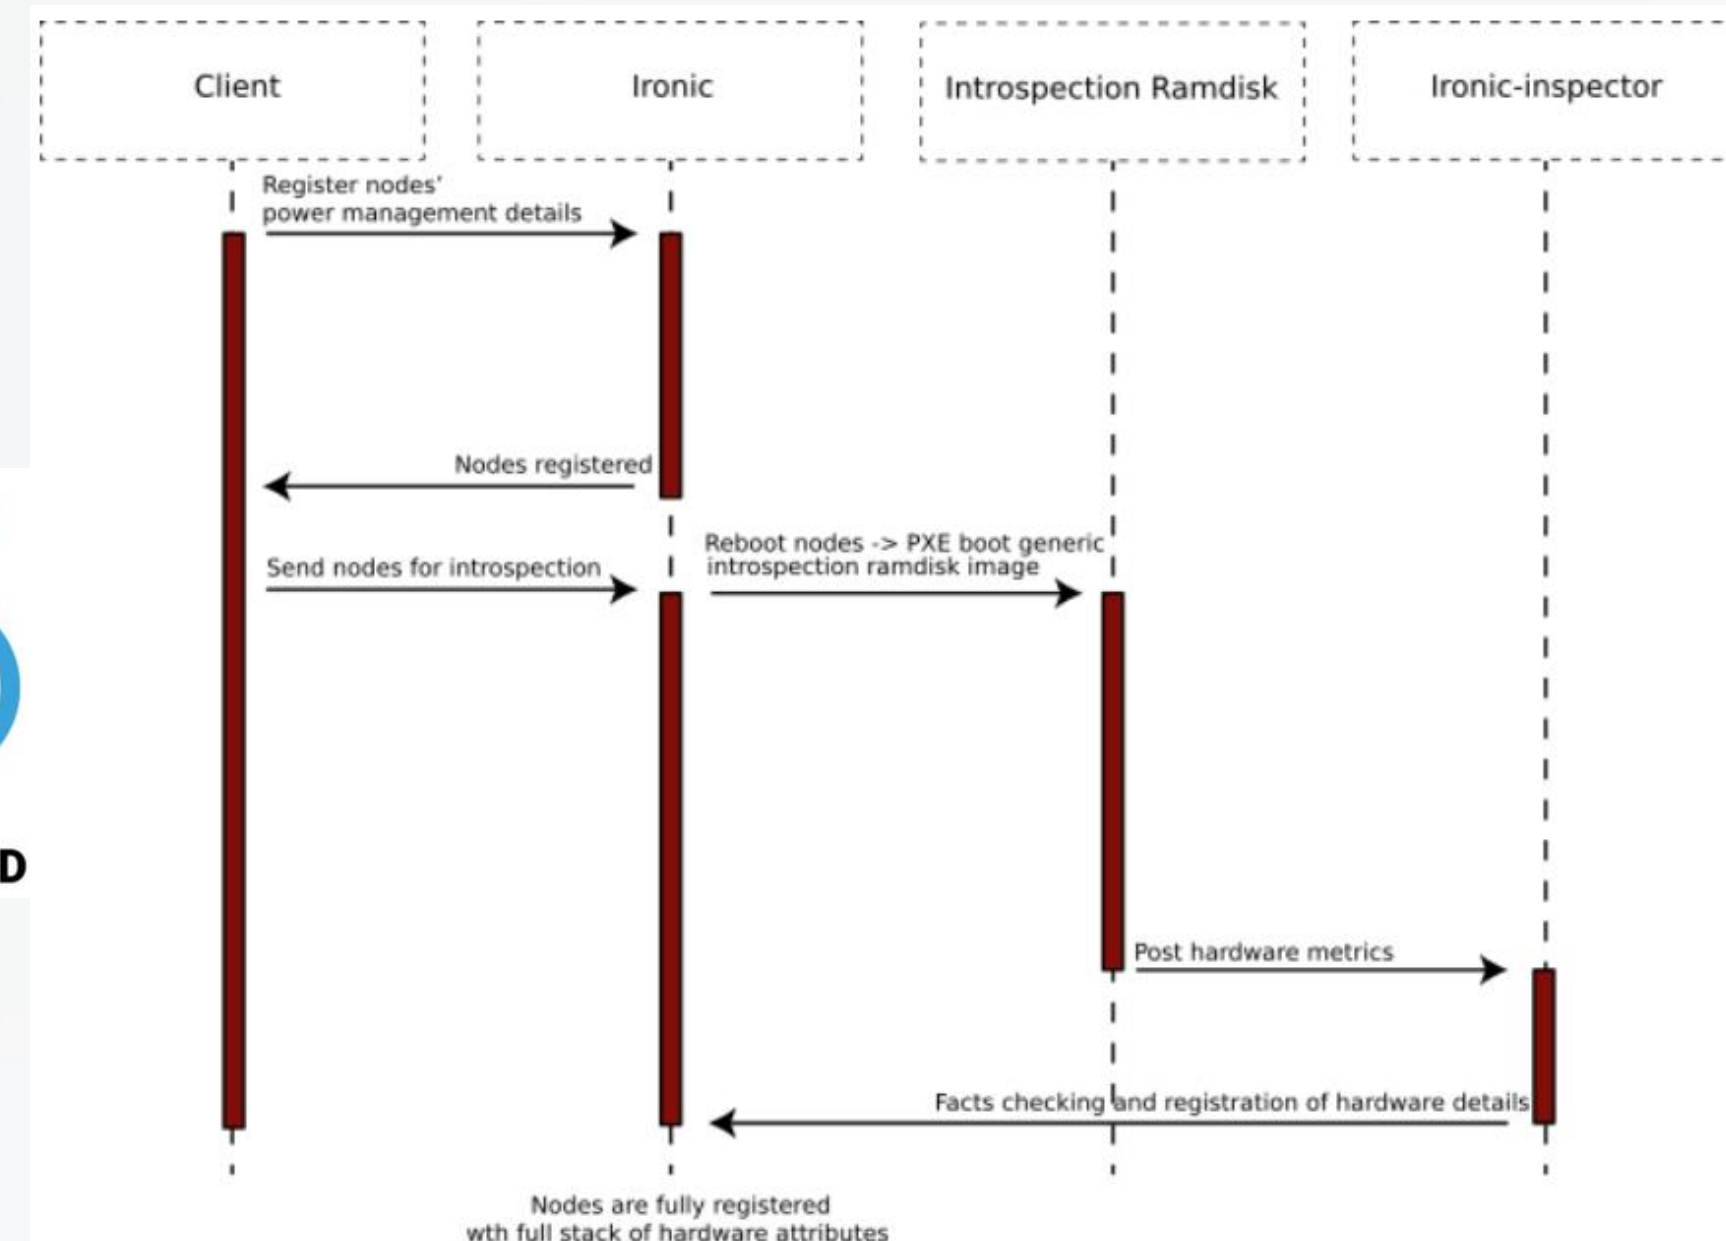 Client
Ironic
Introspection Ramdisk
Ironic-inspector
Register nodes'
power management details
Nodes registered
Send nodes for introspection
Reboot nodes -> PXE boot generic
introspection ramdisk image
Post hardware metrics
Facts checking and registration of hardware details
Nodes are fully registered
wth full stack of hardware attributes
D